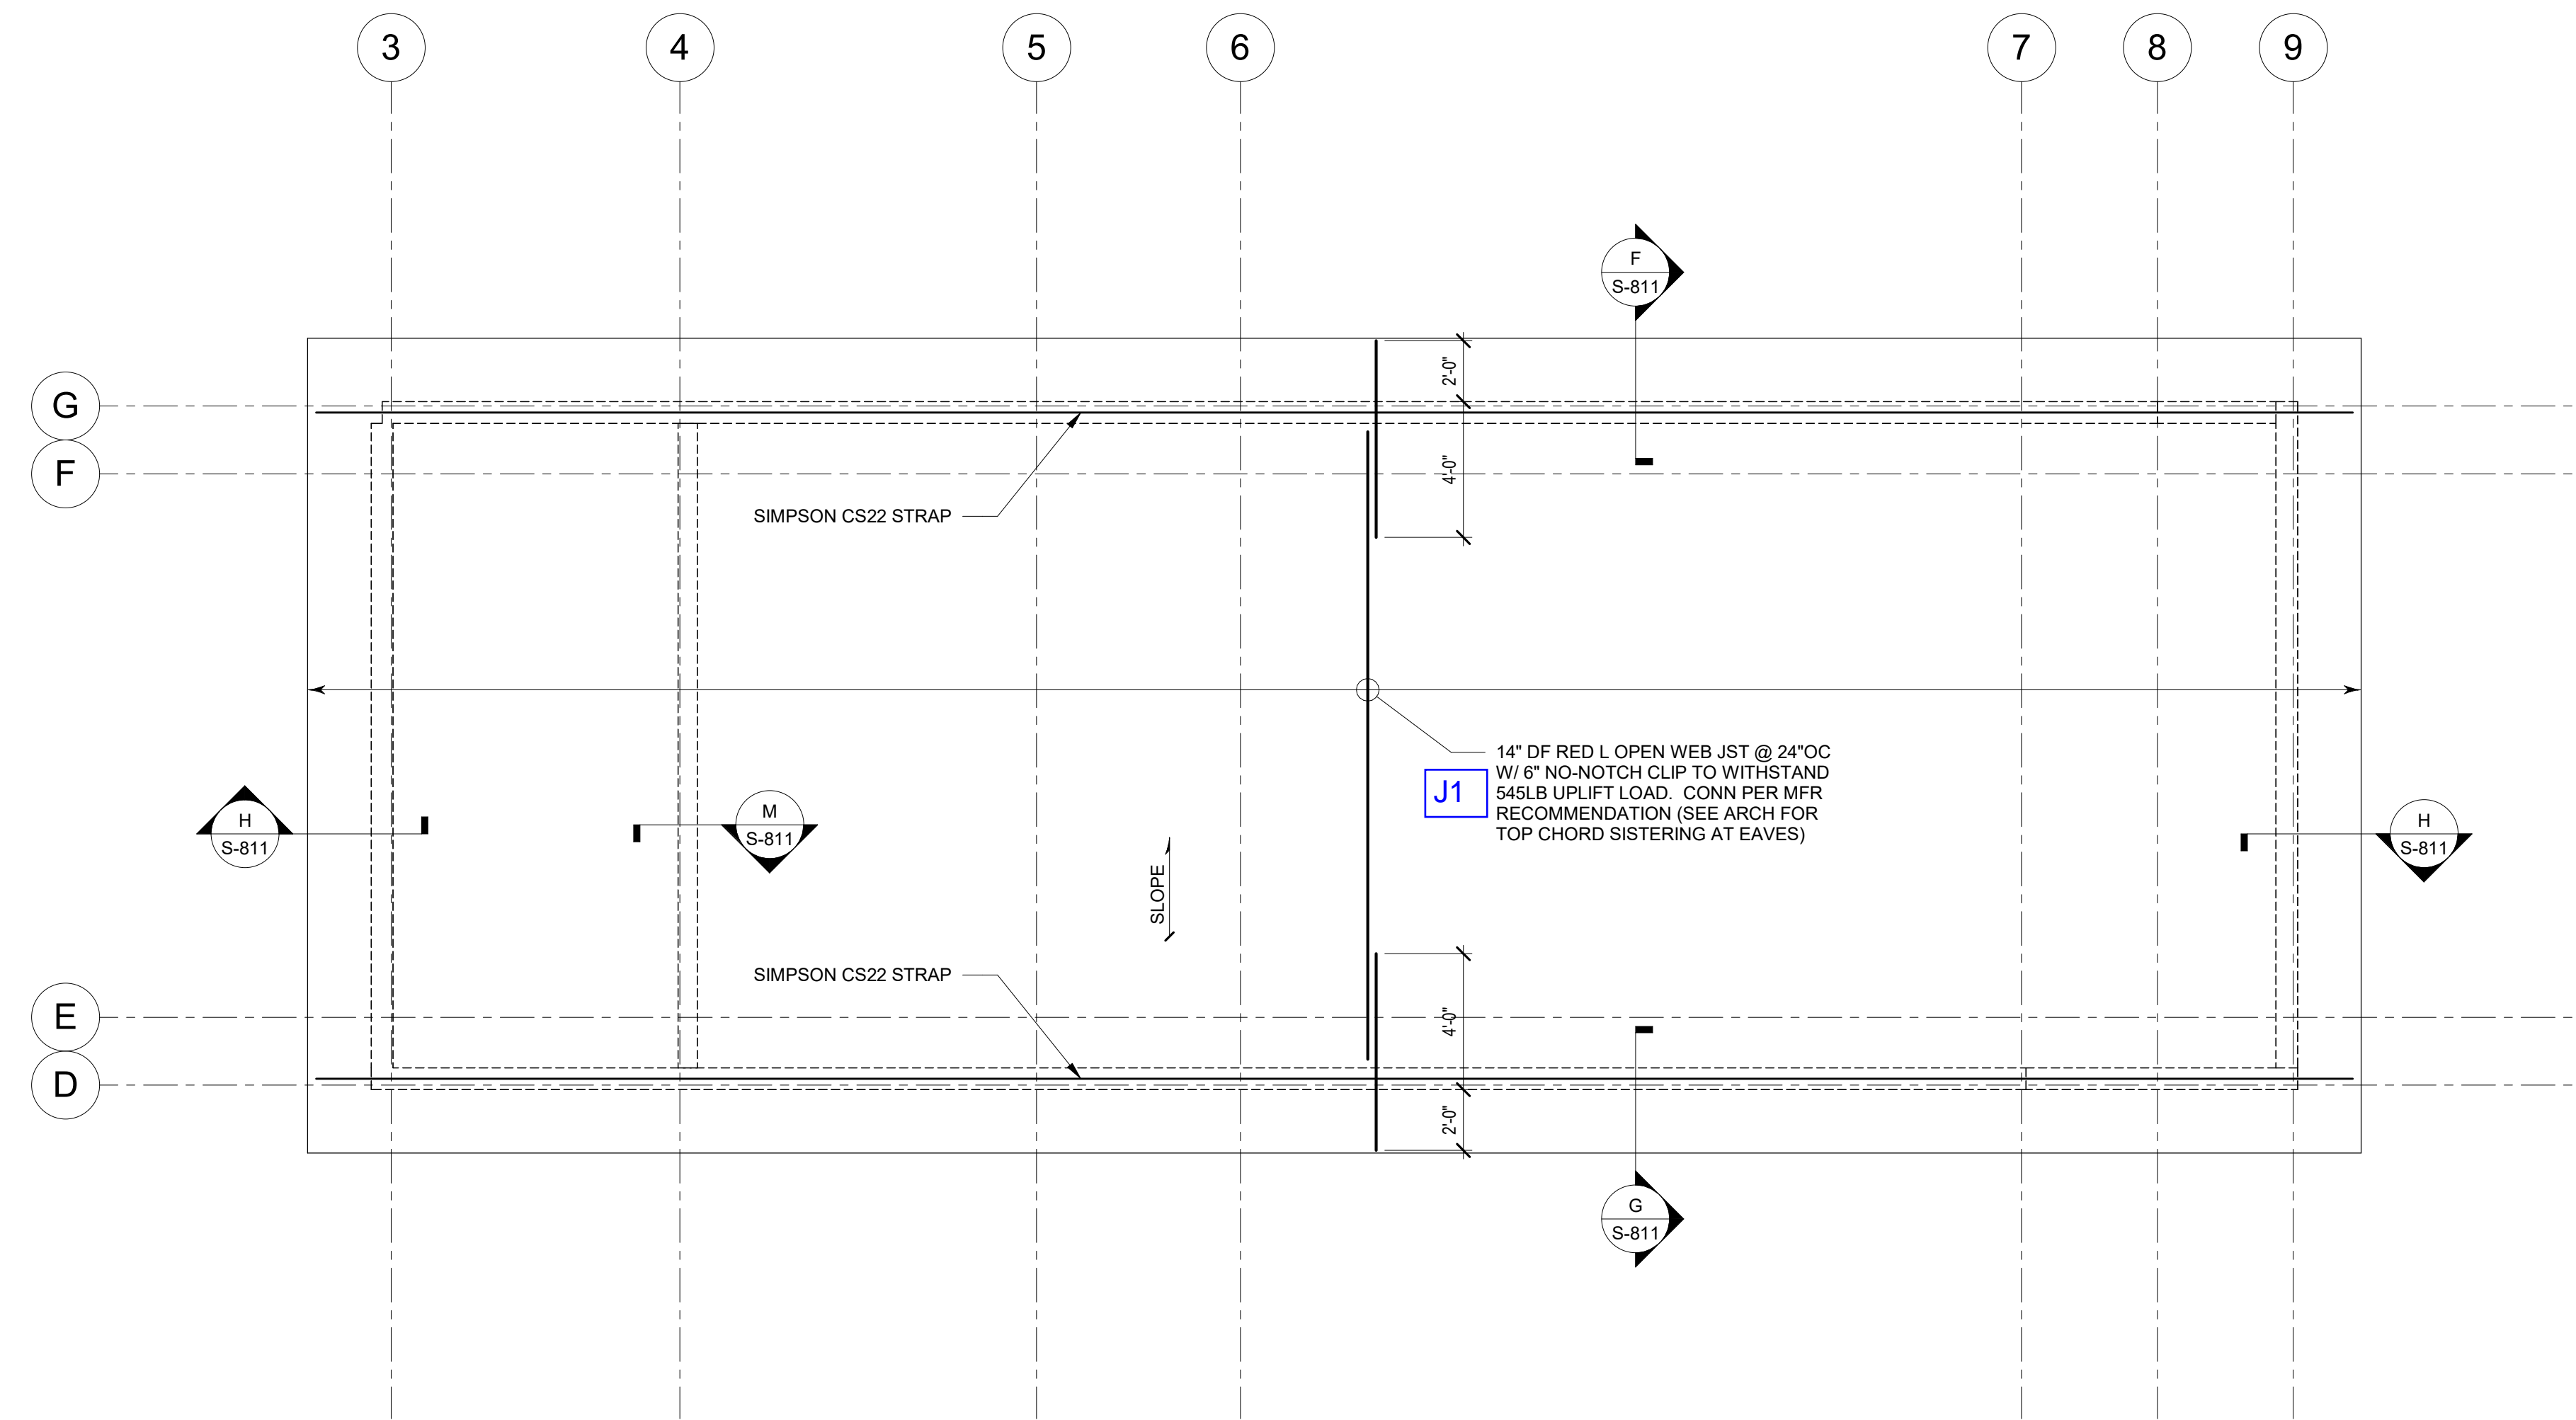 3
4
5
6
7
8
9
F
S-811
2'-0"
G
F
4'-0"
SIMPSON CS22 STRAP
14" DF RED L OPEN WEB JST @ 24"OC
W/ 6" NO-NOTCH CLIP TO WITHSTAND
545LB UPLIFT LOAD.  CONN PER MFR
RECOMMENDATION (SEE ARCH FOR
TOP CHORD SISTERING AT EAVES)
J1
H
S-811
M
S-811
H
S-811
SLOPE
SIMPSON CS22 STRAP
E
4'-0"
D
2'-0"
G
S-811